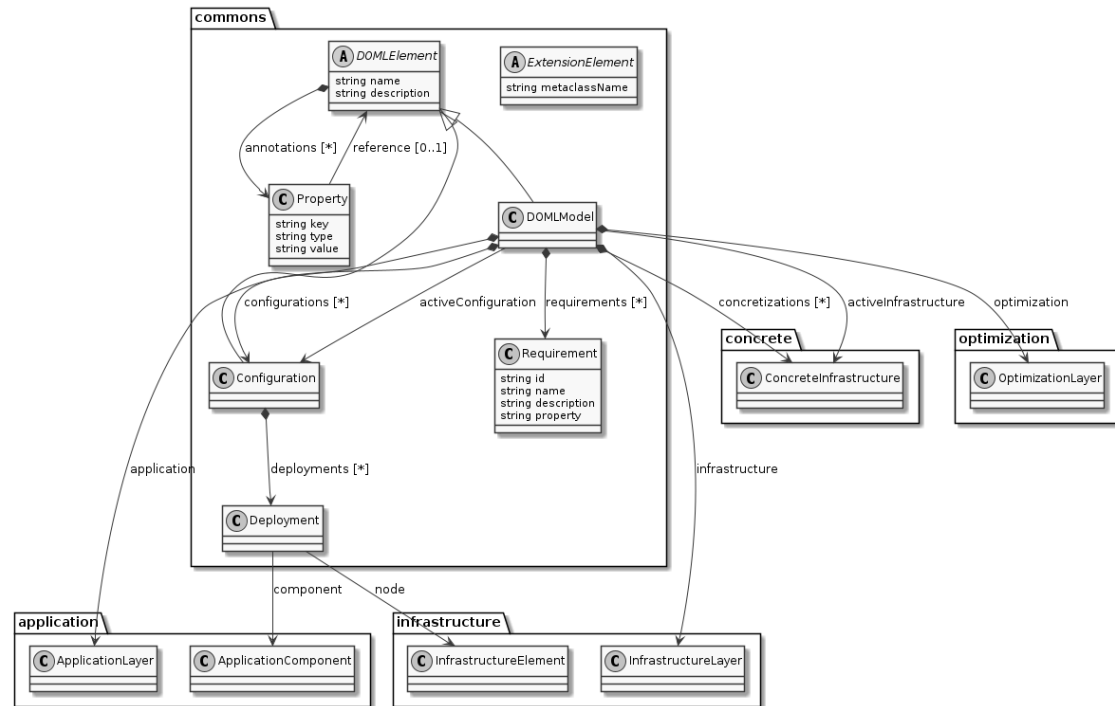 commons
A DOMLElement
string name
string description
A ExtensionElement
string metaclassName
annotations [*]
reference [0..1]
C Property
string key
string type
string value
C DOMLModel
configurations [*]
activeConfiguration
requirements [*]
concretizations [*]
activeInfrastructure
optimization
concrete
optimization
C Configuration
C Requirement
string id
string name
string description
string property
C ConcreteInfrastructure
C OptimizationLayer
application
deployments [*]
infrastructure
C Deployment
component
node
application
infrastructure
C ApplicationLayer
C ApplicationComponent
C InfrastructureElement
C InfrastructureLayer